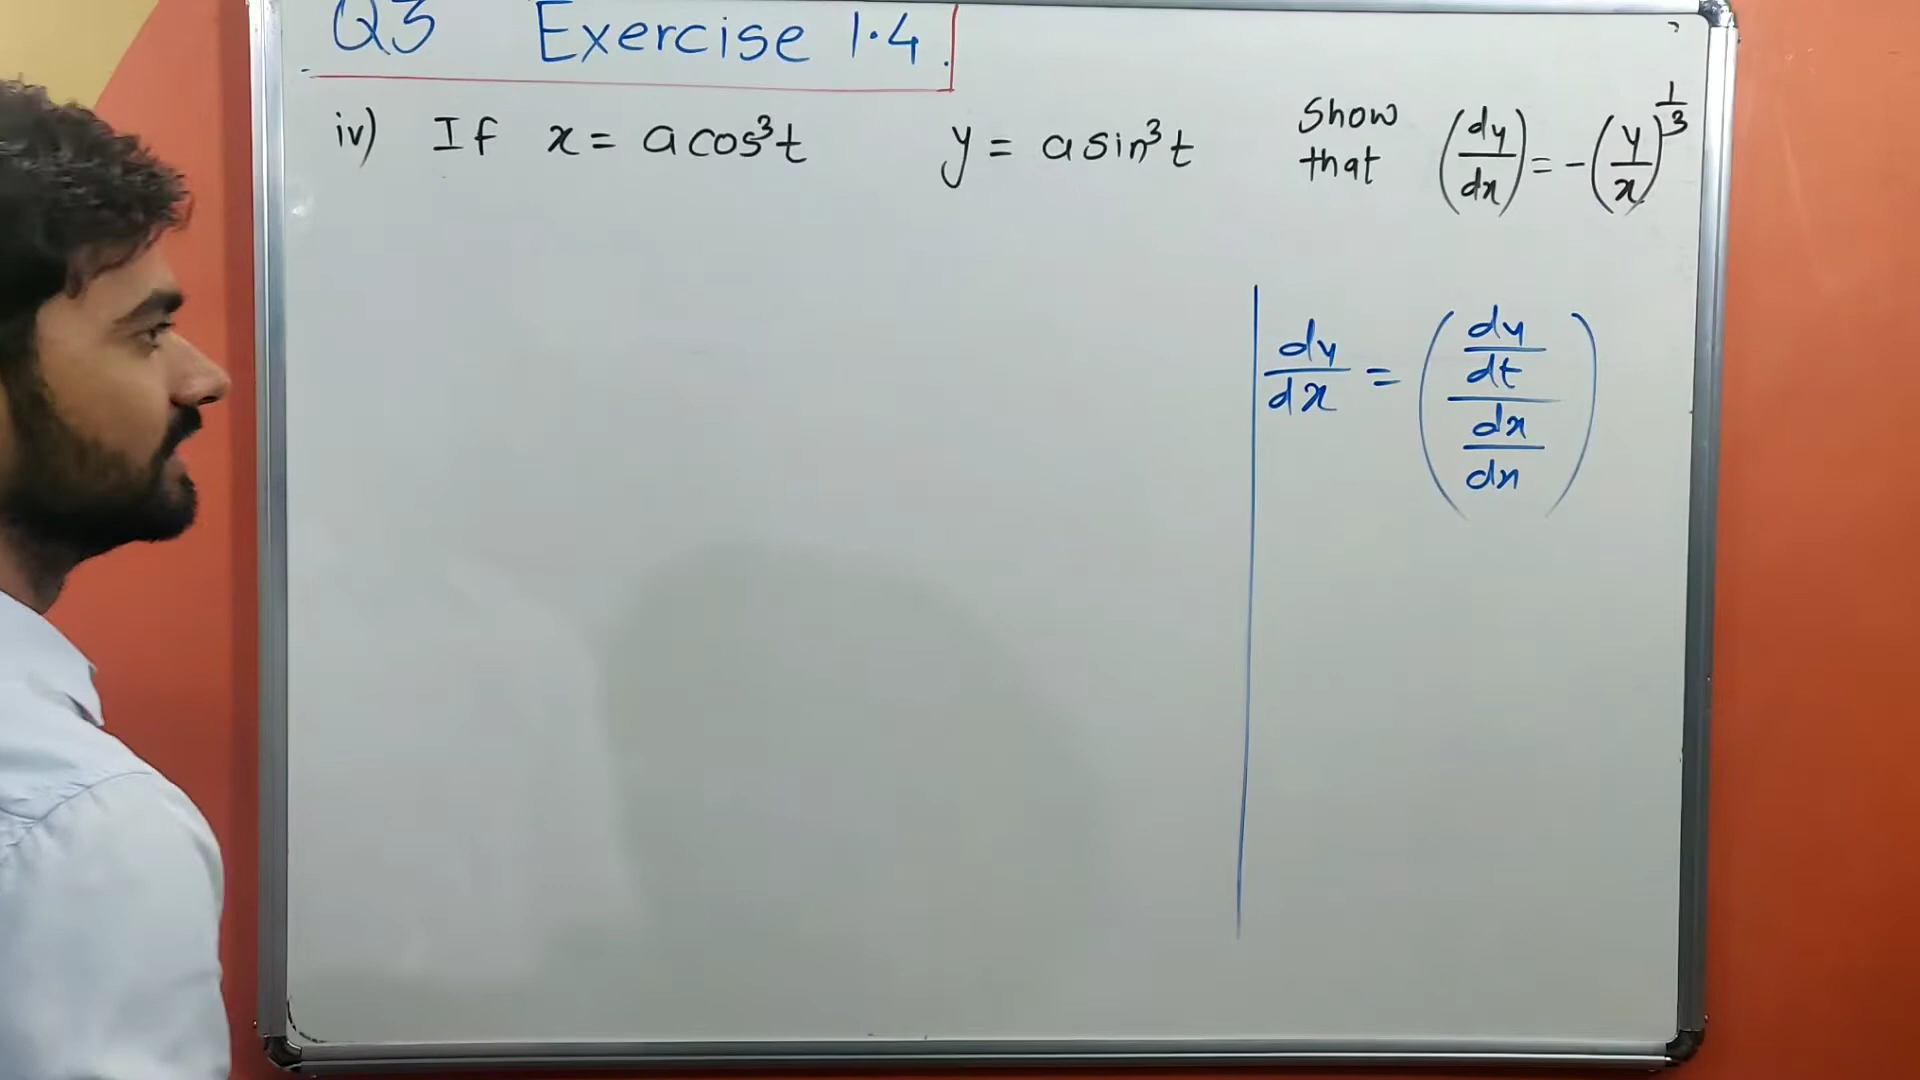 Q3 Exercise 1.4.
iv) If x = a cos³t y = a sin³t Show that (dy/dx) = -(y/x)^(1/3)
dy/dx = ((dy/dt)/(dx/dn))